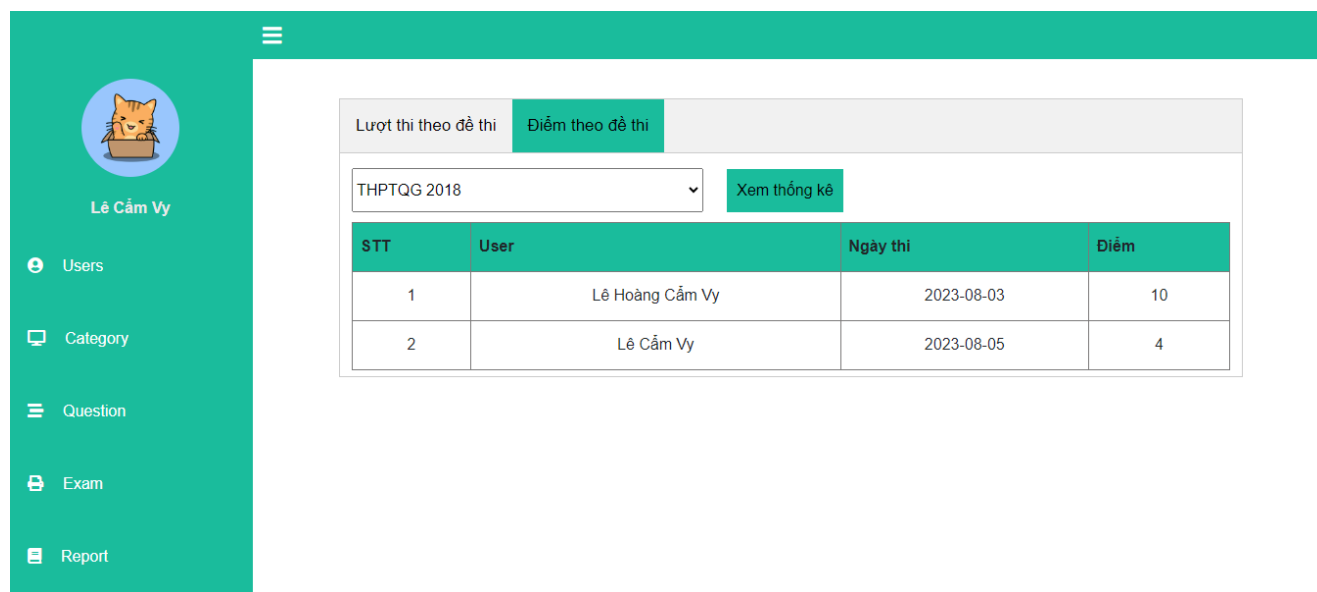 Lê Cẩm Vy
Users
Category
Question
Exam
Report
Lượt thi theo đề thi Điểm theo đề thi
THPTQG 2018 Xem thống kê
STT User Ngày thi Điểm
1 Lê Hoàng Cẩm Vy 2023-08-03 10
2 Lê Cẩm Vy 2023-08-05 4